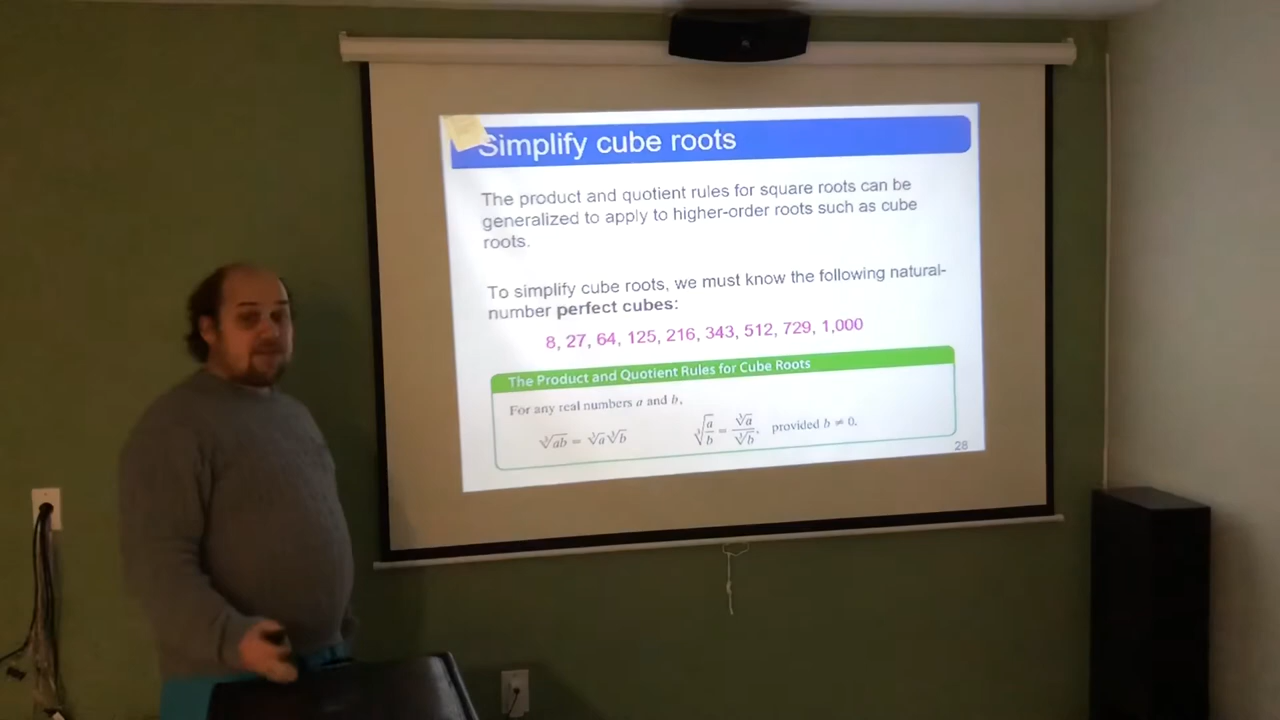 Simplify cube roots
The product and quotient rules for square roots can be
generalized to apply to higher-order roots such as cube
roots.
To simplify cube roots, we must know the following natural-
number perfect cubes:
8, 27, 64, 125, 216, 343, 512, 729, 1,000
The Product and Quotient Rules for Cube Roots
For any real numbers a and b,
∛ab = ∛a∛b    ∛(a/b) = ∛a/∛b, provided b ≠ 0.
28